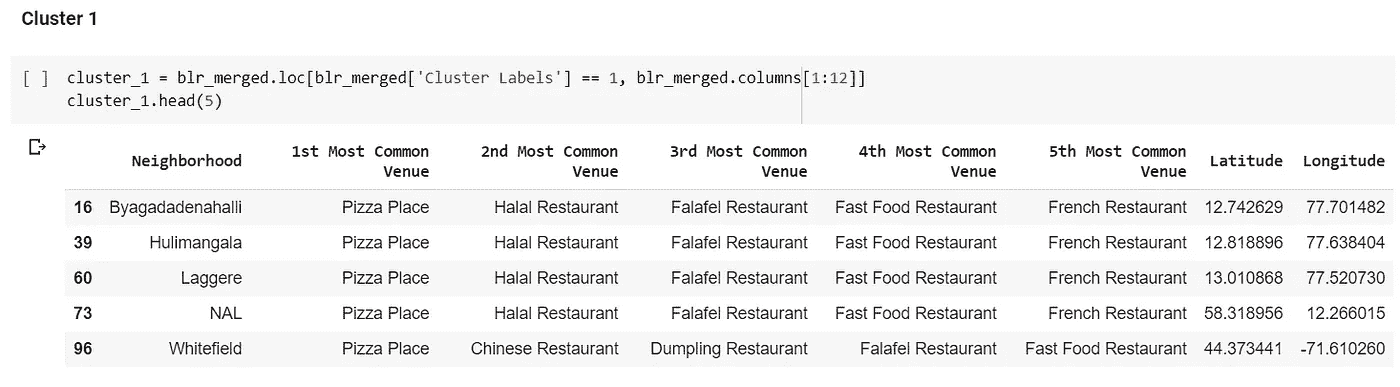 Cluster 1
[ ] cluster_1 = blr_merged.loc[blr_merged['Cluster Labels'] == 1, blr_merged.columns[1:12]]
cluster_1.head(5)
Neighborhood 1st Most Common Venue 2nd Most Common Venue 3rd Most Common Venue 4th Most Common Venue 5th Most Common Venue Latitude Longitude
16 Byagadadenahalli Pizza Place Halal Restaurant Falafel Restaurant Fast Food Restaurant French Restaurant 12.742629 77.701482
39 Hulimangala Pizza Place Halal Restaurant Falafel Restaurant Fast Food Restaurant French Restaurant 12.818896 77.638404
60 Laggere Pizza Place Halal Restaurant Falafel Restaurant Fast Food Restaurant French Restaurant 13.010868 77.520730
73 NAL Pizza Place Halal Restaurant Falafel Restaurant Fast Food Restaurant French Restaurant 58.318956 12.266015
96 Whitefield Pizza Place Chinese Restaurant Dumpling Restaurant Falafel Restaurant Fast Food Restaurant 44.373441 -71.610260